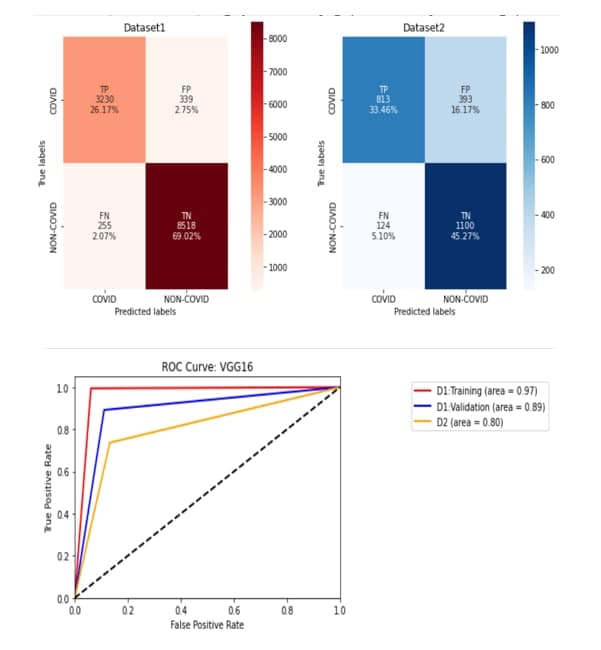 Dataset1
TP
3230
26.17%
FP
339
2.75%
FN
255
2.07%
TN
8518
69.02%
COVID
NON-COVID
True labels
COVID
NON-COVID
Predicted labels
8000
7000
6000
5000
4000
3000
2000
1000
Dataset2
TP
813
33.46%
FP
393
16.17%
FN
124
5.10%
TN
1100
45.27%
COVID
NON-COVID
True labels
COVID
NON-COVID
Predicted labels
1000
800
600
400
200
ROC Curve: VGG16
True Positive Rate
1.0
0.8
0.6
0.4
0.2
0.0
0.0
0.2
0.4
0.6
0.8
1.0
False Positive Rate
D1:Training (area = 0.97)
D1:Validation (area = 0.89)
D2 (area = 0.80)